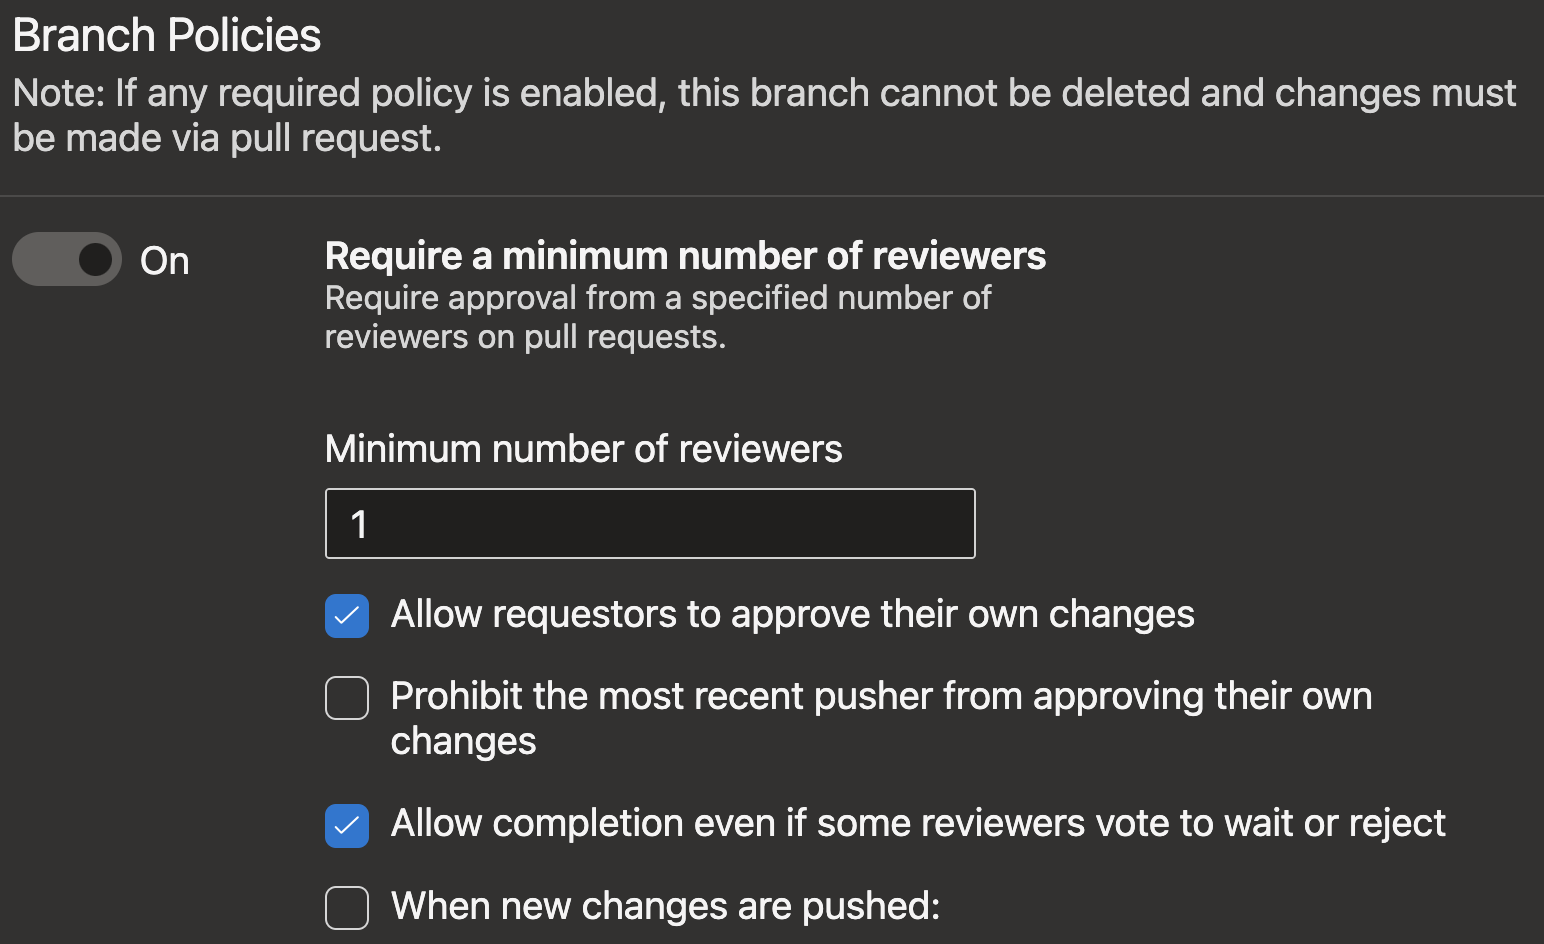 Branch Policies
Note: If any required policy is enabled, this branch cannot be deleted and changes must
be made via pull request.
On
Require a minimum number of reviewers
Require approval from a specified number of
reviewers on pull requests.
Minimum number of reviewers
1
Allow requestors to approve their own changes
Prohibit the most recent pusher from approving their own
changes
Allow completion even if some reviewers vote to wait or reject
When new changes are pushed: